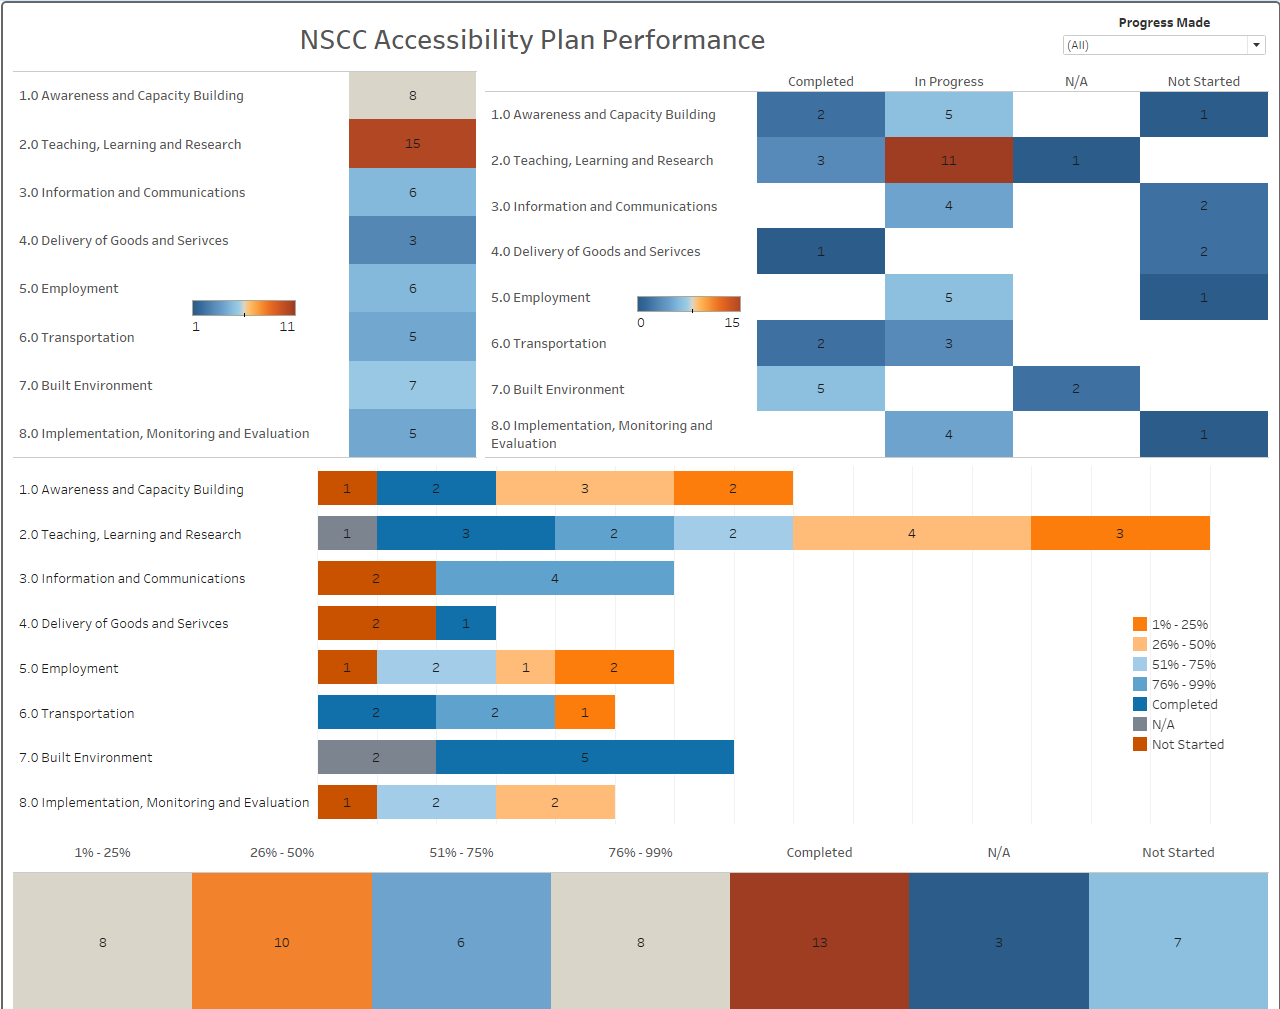 NSCC Accessibility Plan Performance
Progress Made
(All)
1.0 Awareness and Capacity Building 8
2.0 Teaching, Learning and Research 15
3.0 Information and Communications 6
4.0 Delivery of Goods and Serivces 3
5.0 Employment 6
6.0 Transportation 5
7.0 Built Environment 7
8.0 Implementation, Monitoring and Evaluation 5
1 11
Completed In Progress N/A Not Started
1.0 Awareness and Capacity Building 2 5 1
2.0 Teaching, Learning and Research 3 11 1
3.0 Information and Communications 4 2
4.0 Delivery of Goods and Serivces 1 2
5.0 Employment 5 1
6.0 Transportation 2 3
7.0 Built Environment 5 2
8.0 Implementation, Monitoring and
Evaluation 4 1
0 15
1.0 Awareness and Capacity Building 1 2 3 2
2.0 Teaching, Learning and Research 1 3 2 2 4 3
3.0 Information and Communications 2 4
4.0 Delivery of Goods and Serivces 2 1
5.0 Employment 1 2 1 2
6.0 Transportation 2 2 1
7.0 Built Environment 2 5
8.0 Implementation, Monitoring and Evaluation 1 2 2
1% - 25%
26% - 50%
51% - 75%
76% - 99%
Completed
N/A
Not Started
1% - 25% 26% - 50% 51% - 75% 76% - 99% Completed N/A Not Started
8 10 6 8 13 3 7